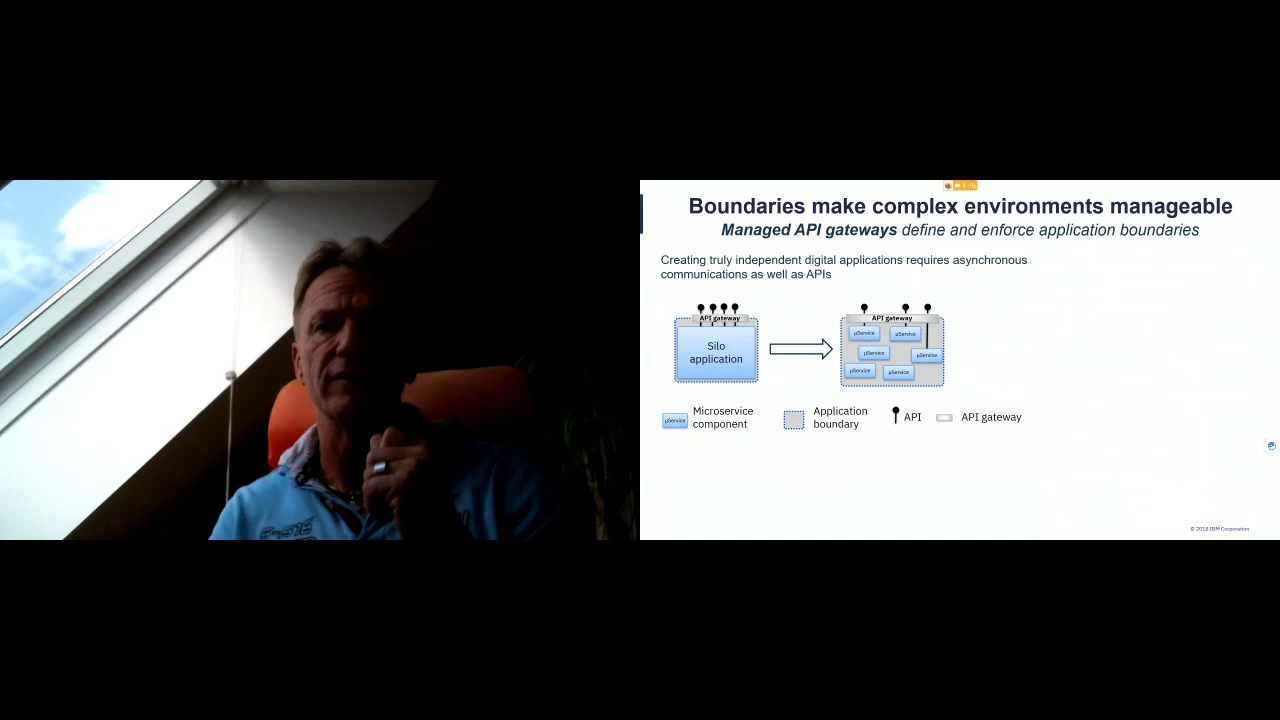 Boundaries make complex environments manageable
Managed API gateways define and enforce application boundaries
Creating truly independent digital applications requires asynchronous
communications as well as APIs
API gateway
Silo
application
API gateway
µService
µService
µService
µService
µService
µService
µService
Microservice
component
Application
boundary
API
API gateway
© 2018 IBM Corporation